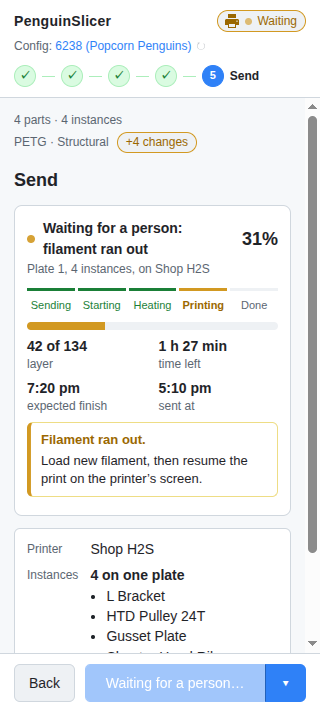 PenguinSlicer
Waiting
Config: 6238 (Popcorn Penguins)
✓ ✓ ✓ ✓ 5 Send
4 parts · 4 instances
PETG · Structural +4 changes
Send
Waiting for a person:
filament ran out
31%
Plate 1, 4 instances, on Shop H2S
Sending Starting Heating Printing Done
42 of 134 1 h 27 min
layer time left
7:20 pm 5:10 pm
expected finish sent at
Filament ran out.
Load new filament, then resume the
print on the printer's screen.
Printer Shop H2S
Instances 4 on one plate
• L Bracket
• HTD Pulley 24T
• Gusset Plate
Back Waiting for a person… ▾